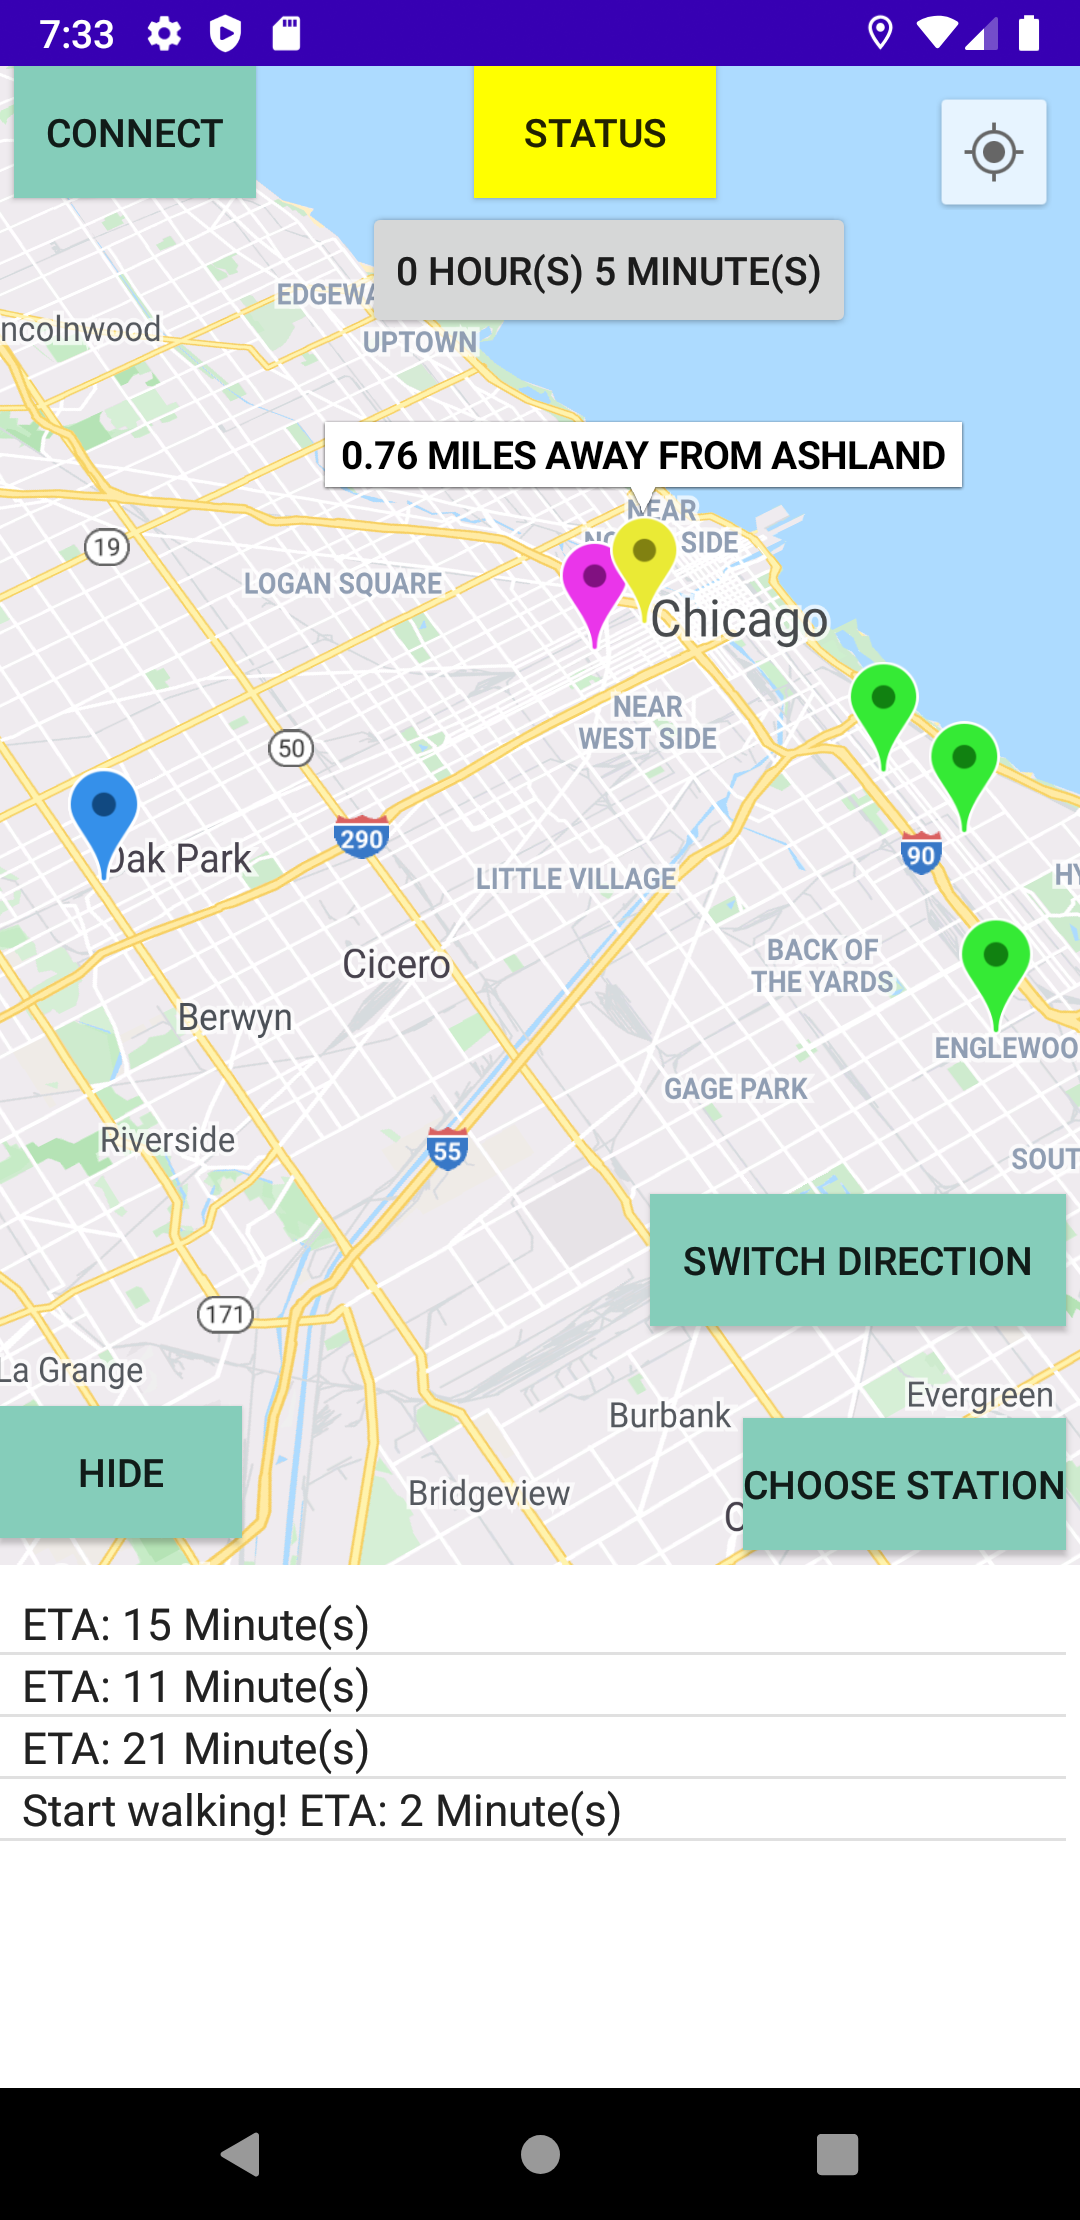 7:33
CONNECT
STATUS
0 HOUR(S) 5 MINUTE(S)
UPTOWN
0.76 MILES AWAY FROM ASHLAND
NEAR
SIDE
19
LOGAN SQUARE
Chicago
NEAR
WEST SIDE
50
290
Oak Park
90
LITTLE VILLAGE
BACK OF
THE YARDS
Cicero
Berwyn
ENGLEWOO
GAGE PARK
Riverside
55
SOUT
SWITCH DIRECTION
171
La Grange
Evergreen
Burbank
HIDE
CHOOSE STATION
Bridgeview
ETA: 15 Minute(s)
ETA: 11 Minute(s)
ETA: 21 Minute(s)
Start walking! ETA: 2 Minute(s)